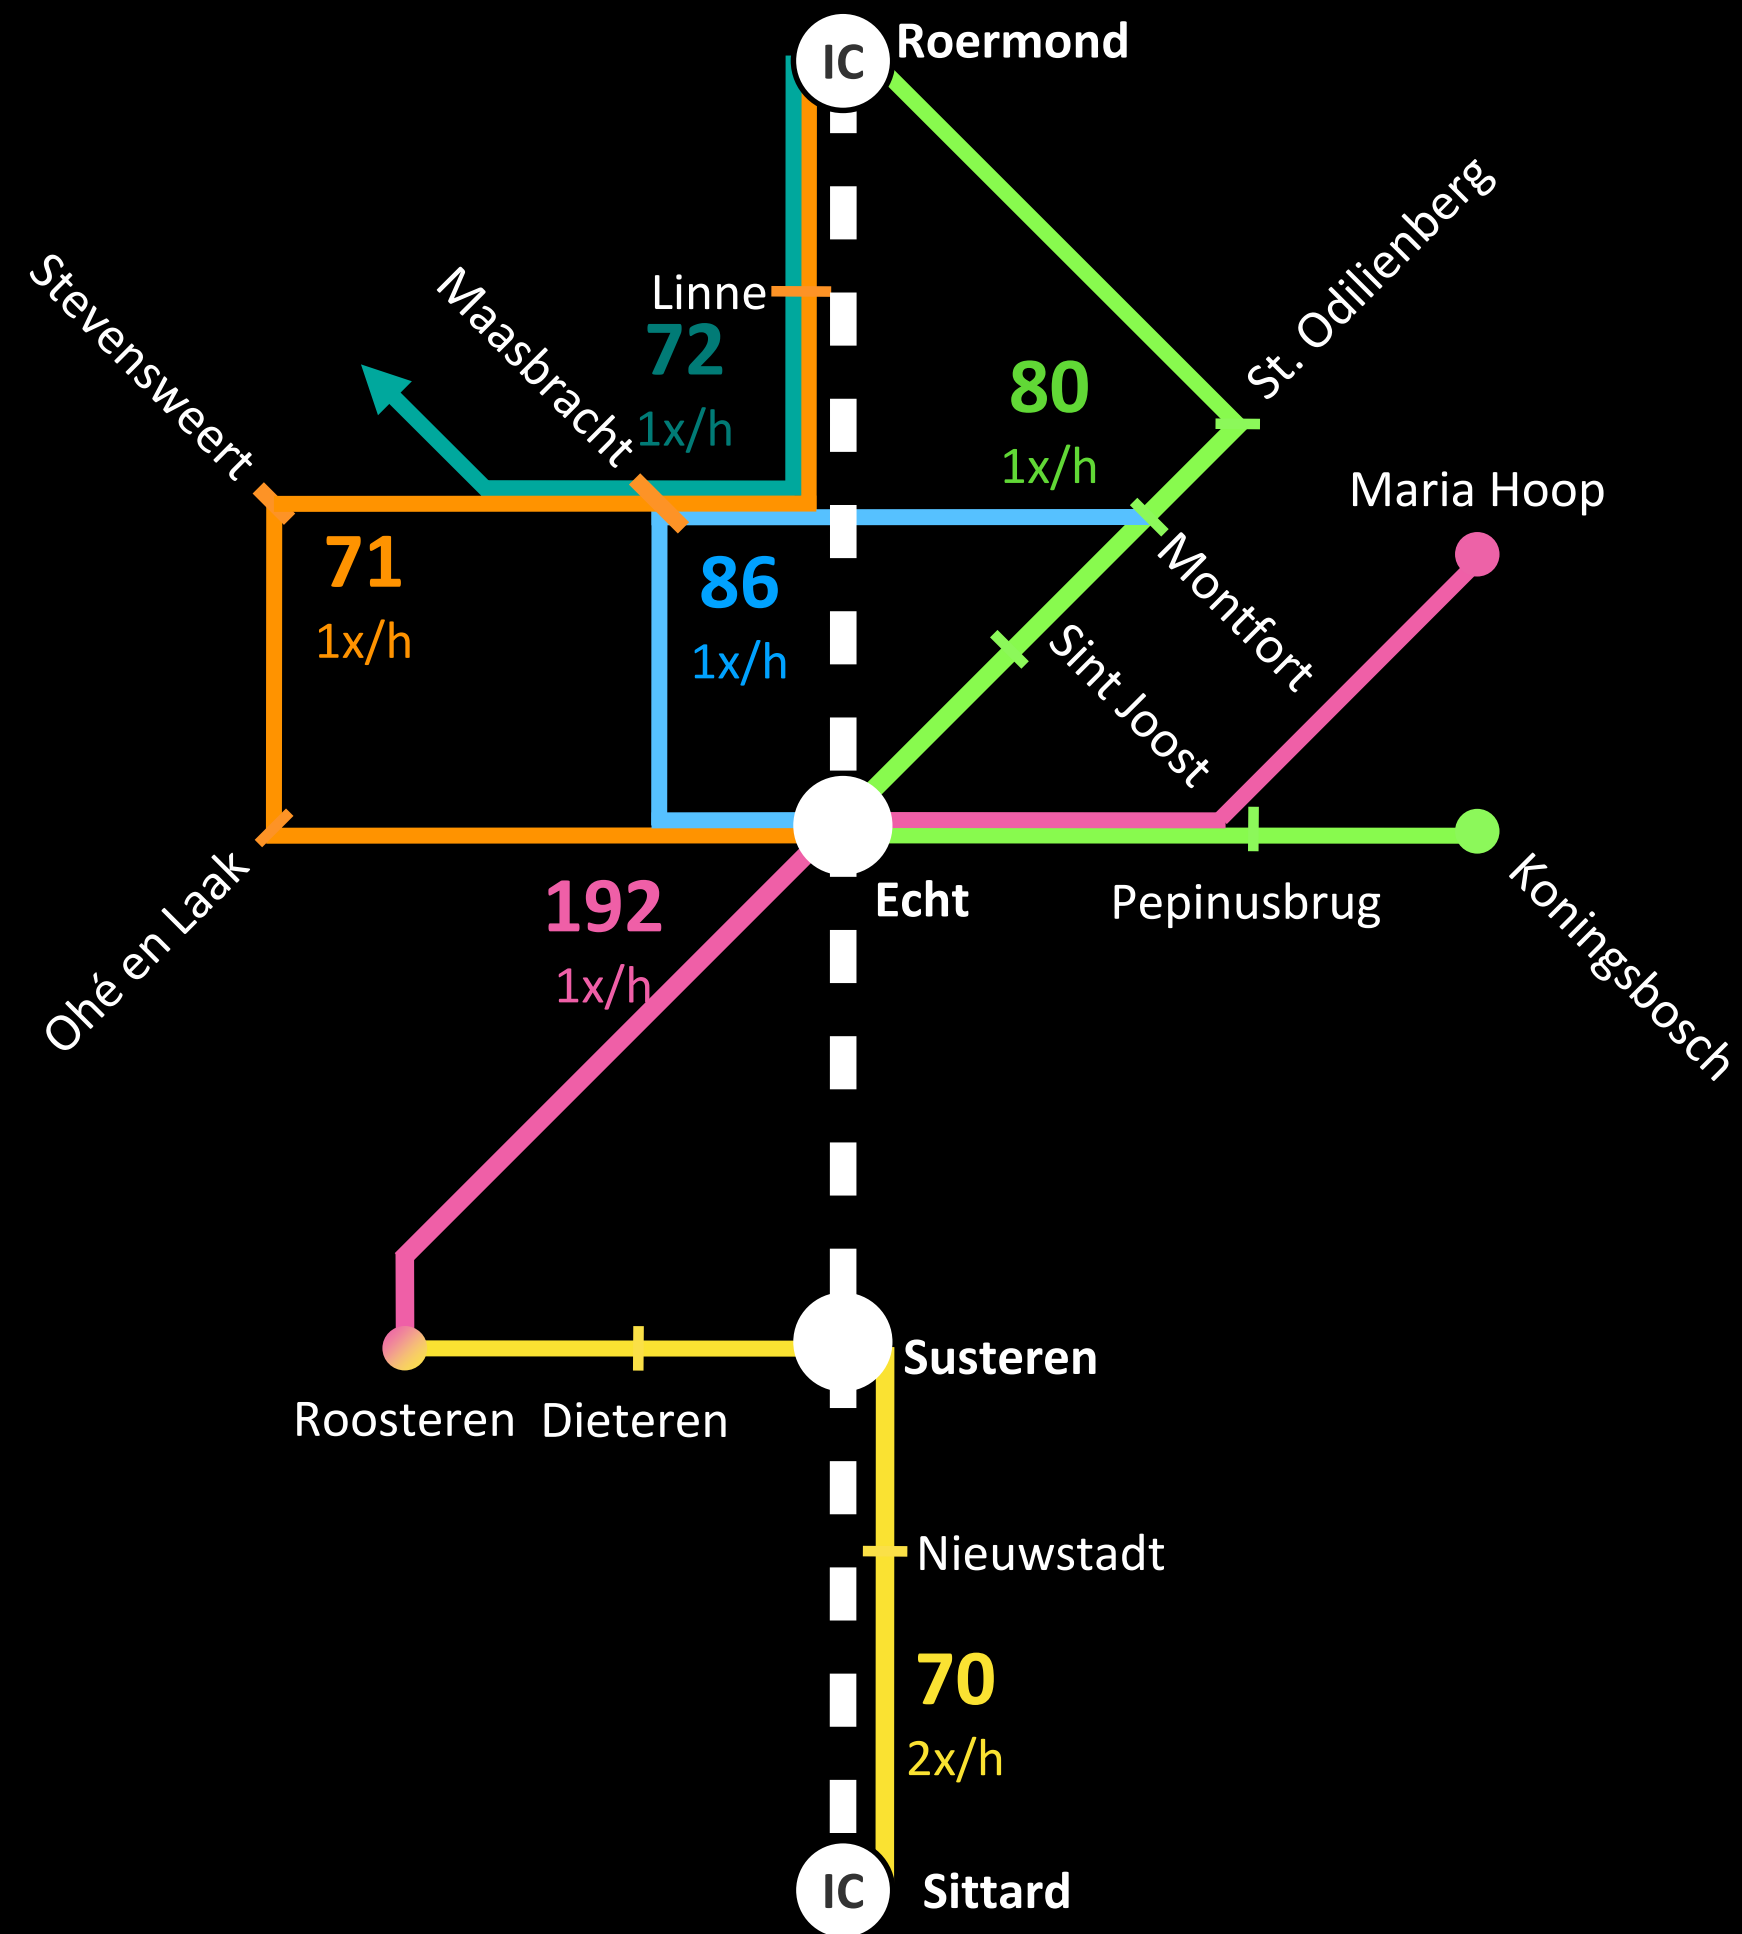 IC
Roermond
Linne
72
1x/h
Stevensweert
Maasbracht
St. Odilienberg
80
1x/h
Maria Hoop
71
1x/h
86
1x/h
Montfort
Sint Joost
Ohé en Laak
192
1x/h
Echt
Pepinusbrug
Koningsbosch
Susteren
Roosteren
Dieteren
Nieuwstadt
70
2x/h
IC
Sittard